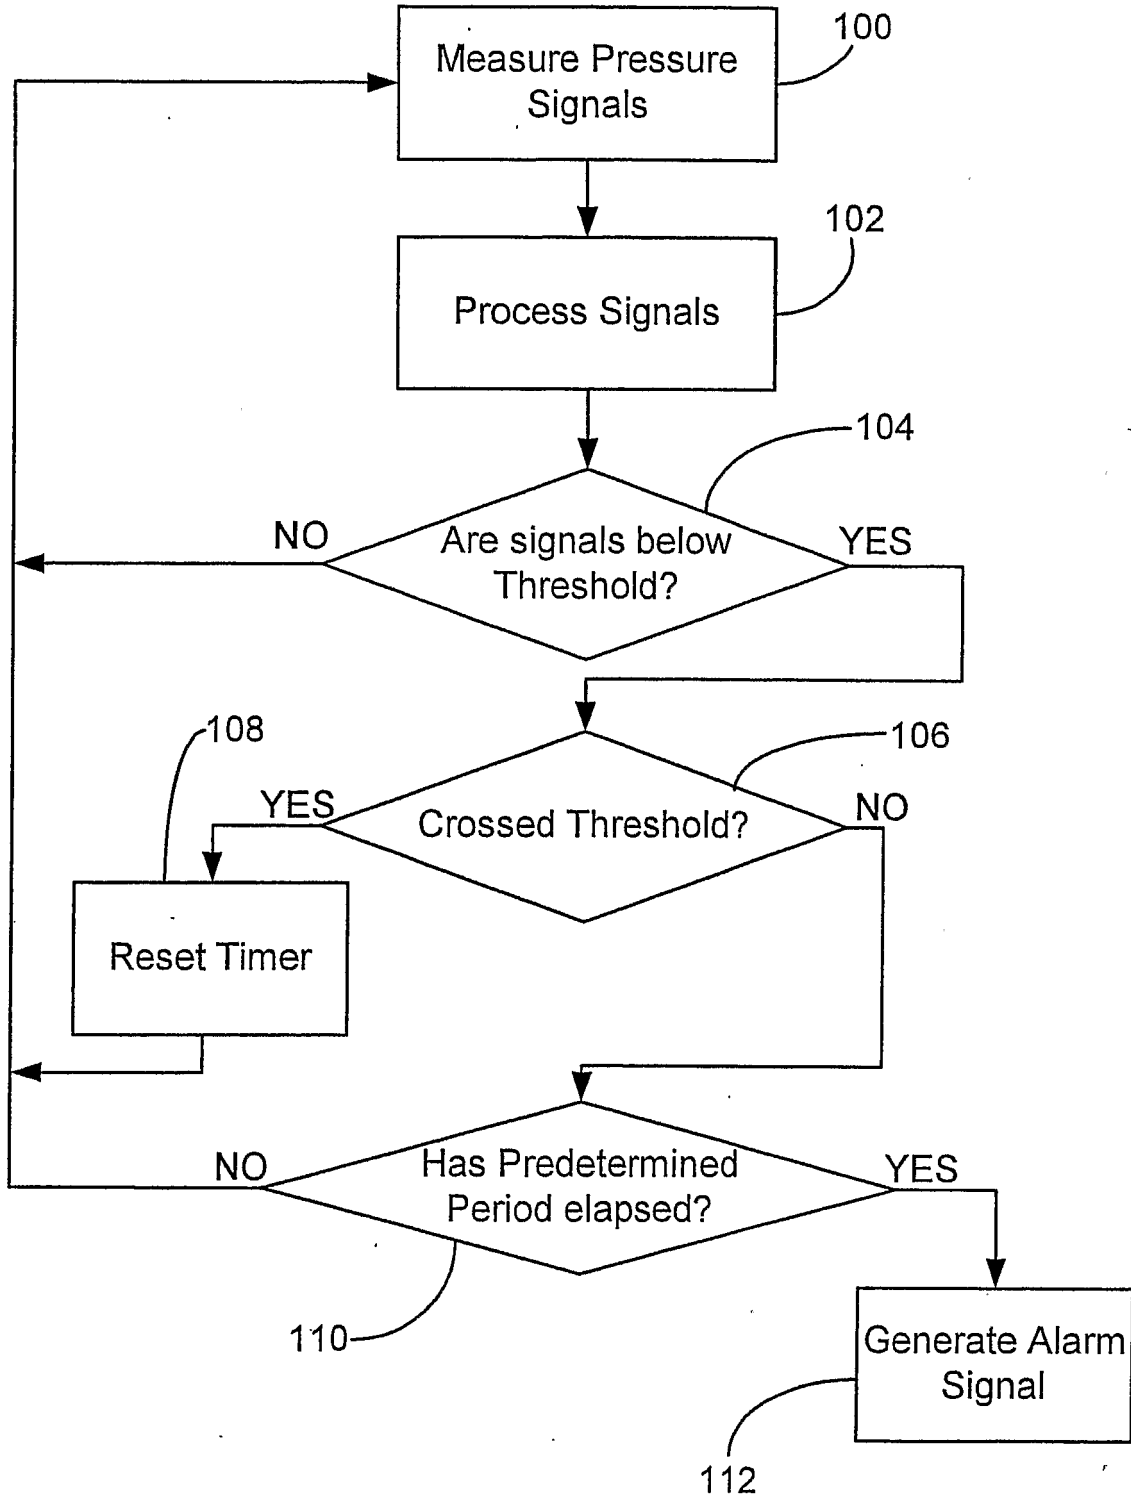 100
Measure Pressure
Signals
102
Process Signals
104
NO
Are signals below
Threshold?
YES
108
106
YES
Crossed Threshold?
NO
Reset Timer
NO
Has Predetermined
Period elapsed?
YES
110
Generate Alarm
Signal
112